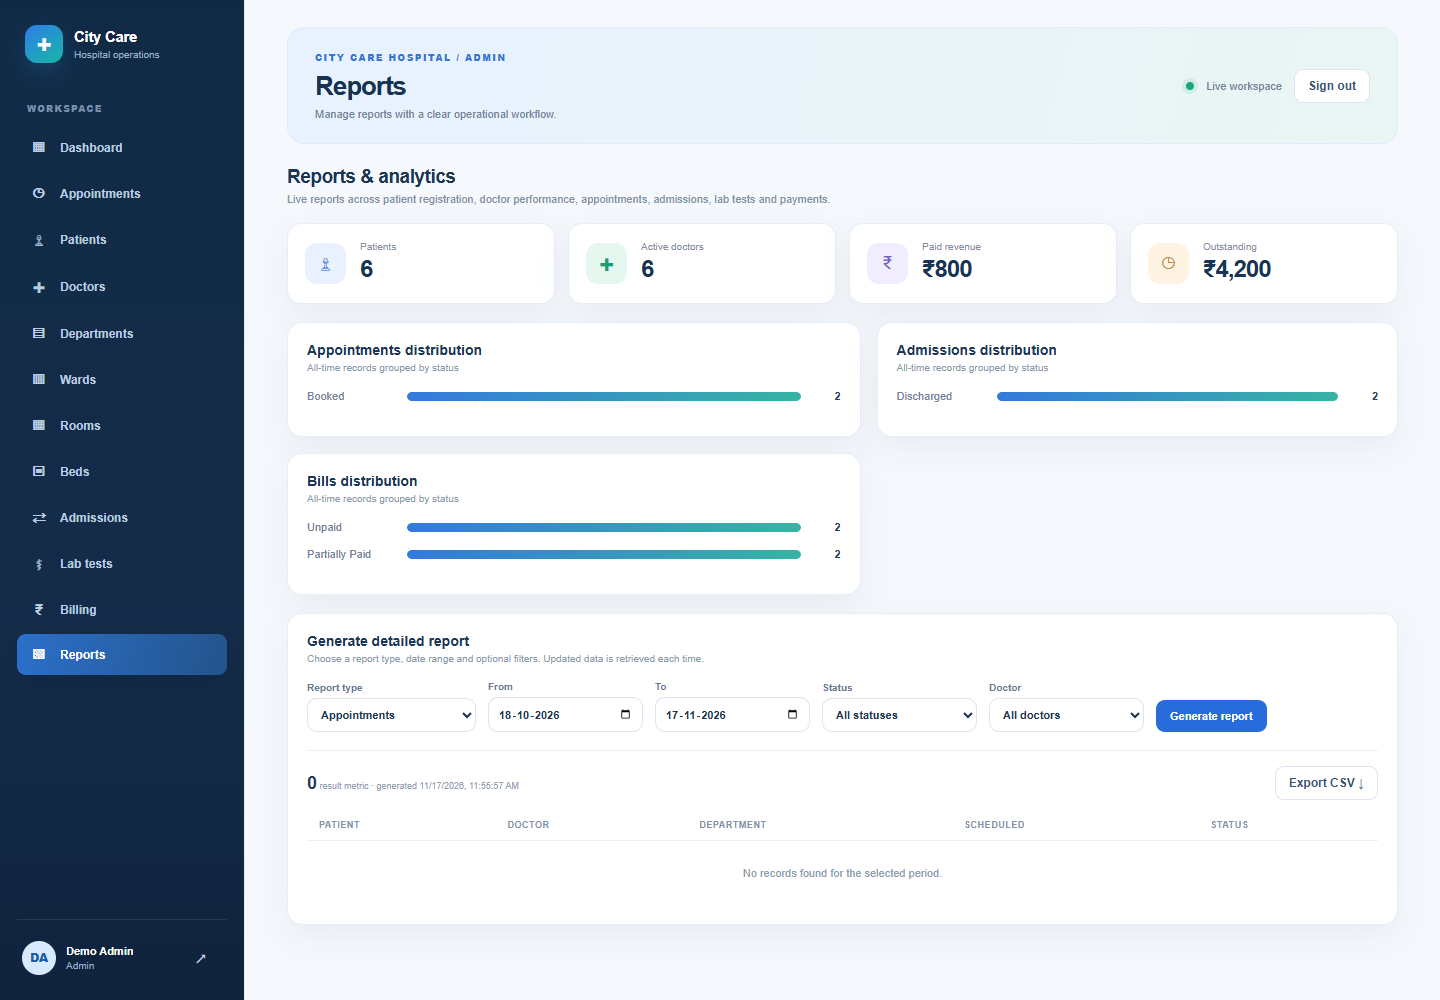 City Care
Hospital operations
WORKSPACE
Dashboard
Appointments
Patients
Doctors
Departments
Wards
Rooms
Beds
Admissions
Lab tests
₹ Billing
Reports
DA
Demo Admin
Admin
CITY CARE HOSPITAL / ADMIN
Reports
Manage reports with a clear operational workflow.
Live workspace
Sign out
Reports & analytics
Live reports across patient registration, doctor performance, appointments, admissions, lab tests and payments.
Patients
6
Active doctors
6
₹
Paid revenue
₹800
Outstanding
₹4,200
Appointments distribution
All-time records grouped by status
Booked 2
Admissions distribution
All-time records grouped by status
Discharged 2
Bills distribution
All-time records grouped by status
Unpaid 2
Partially Paid 2
Generate detailed report
Choose a report type, date range and optional filters. Updated data is retrieved each time.
Report type From To Status Doctor
Appointments 18-10-2026 17-11-2026 All statuses All doctors Generate report
0 result metric · generated 11/17/2026, 11:55:57 AM
Export CSV ↓
PATIENT DOCTOR DEPARTMENT SCHEDULED STATUS
No records found for the selected period.